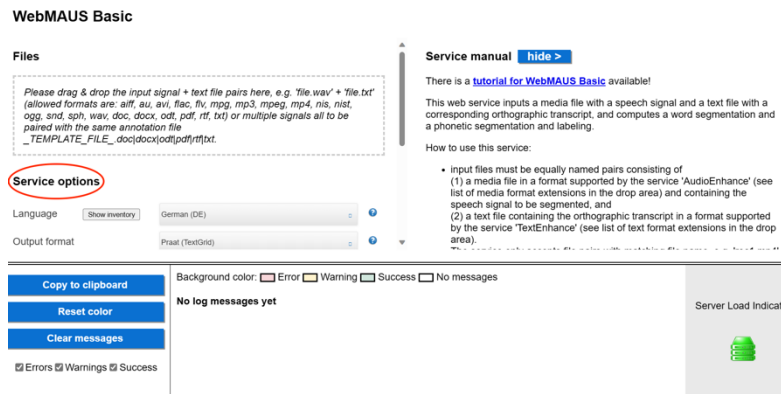 WebMAUS Basic
Files
Please drag & drop the input signal + text file pairs here, e.g. 'file.wav' + 'file.txt'
(allowed formats are: aiff, au, avi, flac, flv, mpg, mp3, mpeg, mp4, nis, nist,
ogg, snd, sph, wav, doc, docx, odt, pdf, rtf, txt) or multiple signals all to be
paired with the same annotation file
_TEMPLATE_FILE_.doc|docx|odt|pdf|rtf|txt.
Service options
Language Show inventory German (DE)
Output format Praat (TextGrid)
Service manual hide >
There is a tutorial for WebMAUS Basic available!
This web service inputs a media file with a speech signal and a text file with a
corresponding orthographic transcript, and computes a word segmentation and
a phonetic segmentation and labeling.
How to use this service:
• input files must be equally named pairs consisting of
(1) a media file in a format supported by the service 'AudioEnhance' (see
list of media format extensions in the drop area) and containing the
speech signal to be segmented, and
(2) a text file containing the orthographic transcript in a format supported
by the service 'TextEnhance' (see list of text format extensions in the drop
area).
Copy to clipboard
Reset color
Clear messages
Errors Warnings Success
Background color: Error Warning Success No messages
No log messages yet
Server Load Indicat